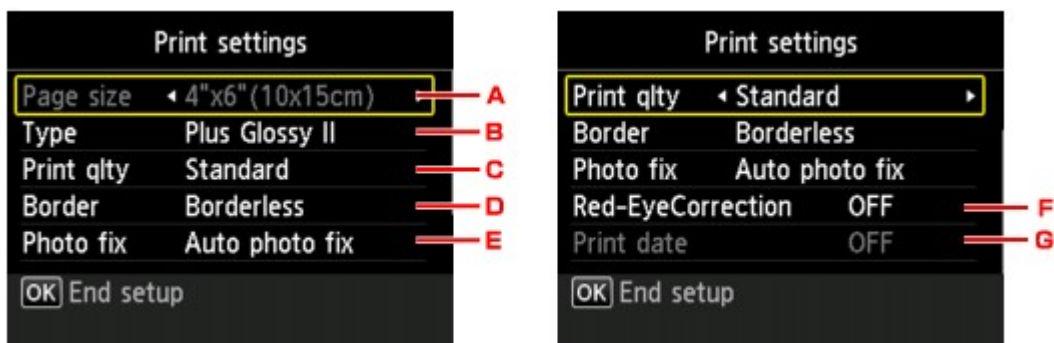 Print settings
Page size 4"x6"(10x15cm) A
Type Plus Glossy II B
Print qlty Standard C
Border Borderless D
Photo fix Auto photo fix E
OK End setup
Print settings
Print qlty Standard
Border Borderless
Photo fix Auto photo fix
Red-EyeCorrection OFF F
Print date OFF G
OK End setup